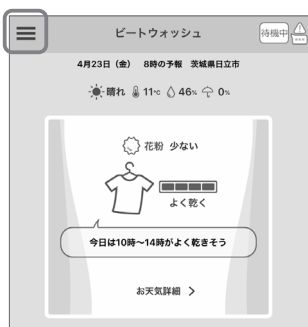 ビートウォッシュ
待機中
4月23日（金） 8時の予報 茨城県日立市
晴れ 11℃ 46% 0%
花粉 少ない
よく乾く
今日は10時～14時がよく乾きそう
お天気詳細 >